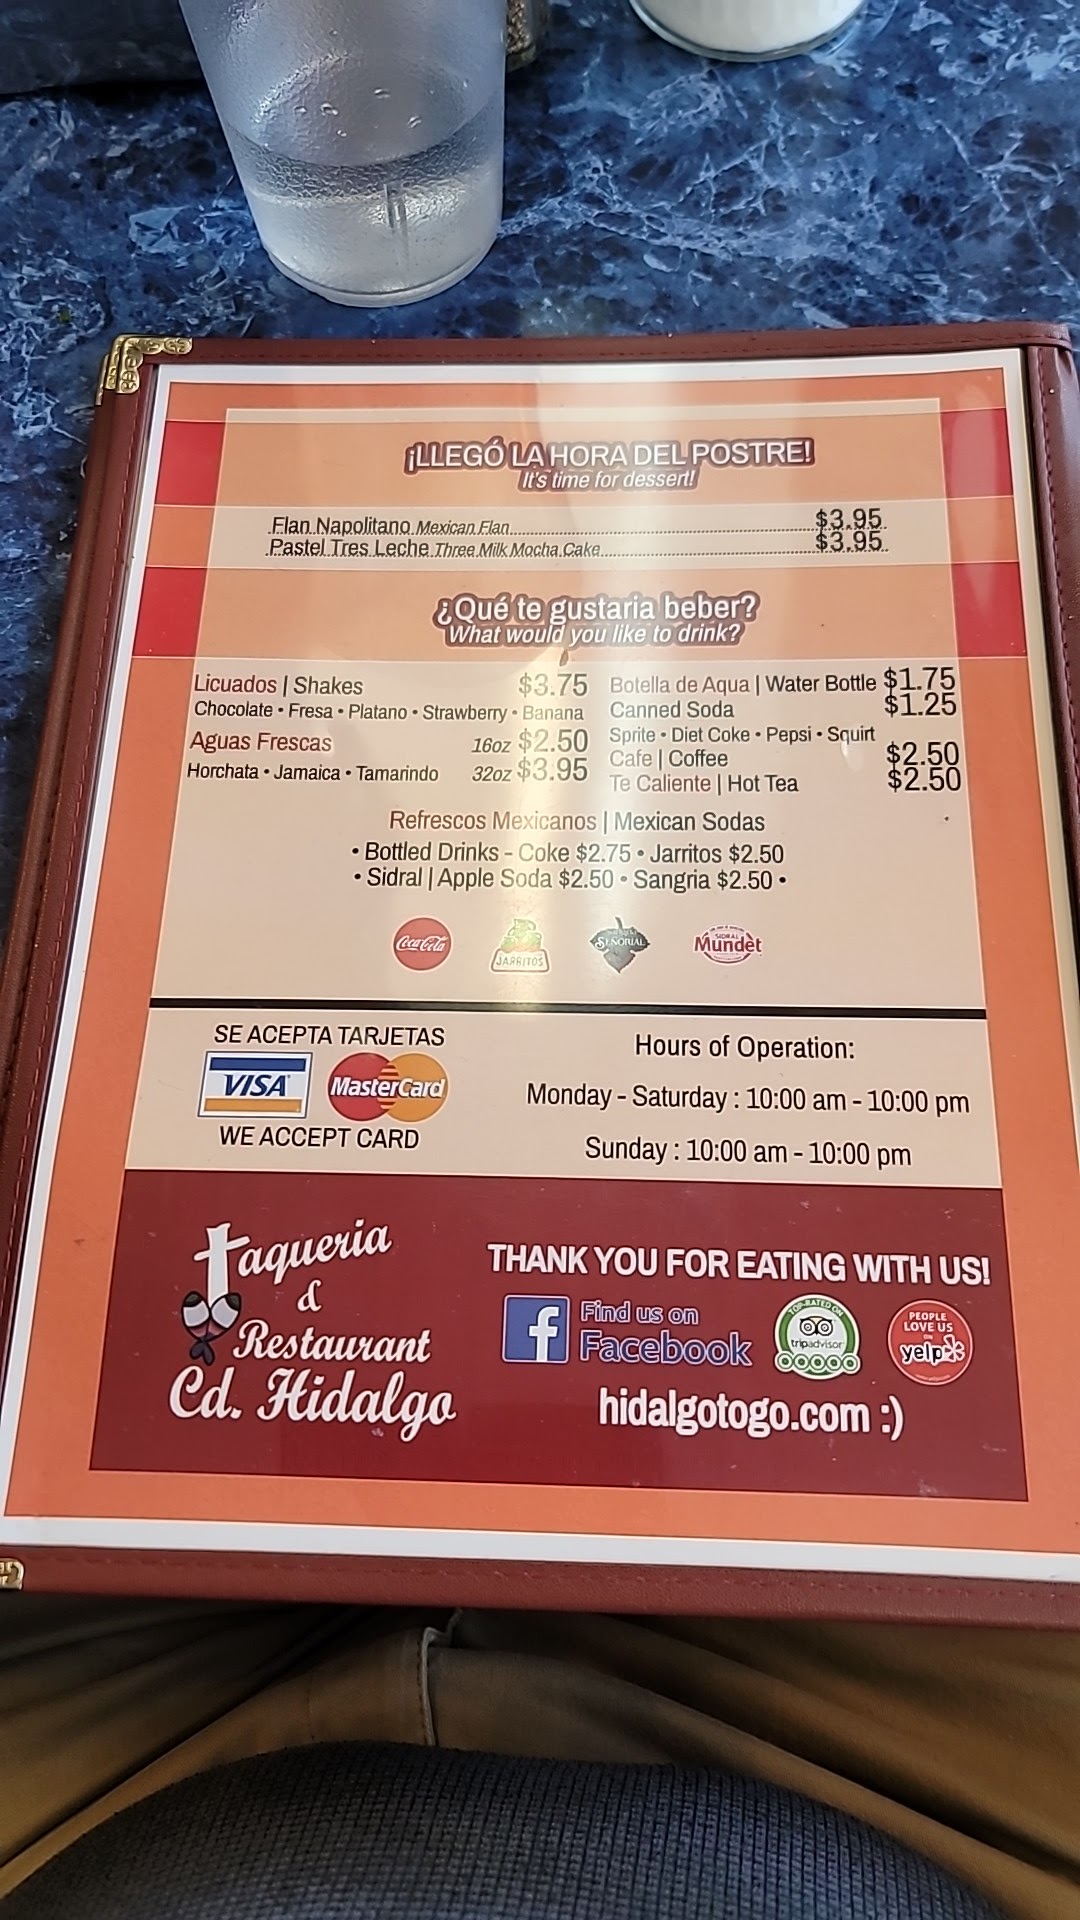 ¡LLEGÓ LA HORA DEL POSTRE!
It's time for dessert!
Flan Napolitano Mexican Flan $3.95
Pastel Tres Leche Three Milk Mocha Cake $3.95
¿Qué te gustaria beber?
What would you like to drink?
Licuados | Shakes $3.75
Chocolate • Fresa • Platano • Strawberry • Banana
Aguas Frescas 16oz $2.50
Horchata • Jamaica • Tamarindo 32oz $3.95
Botella de Aqua | Water Bottle $1.75
Canned Soda $1.25
Sprite • Diet Coke • Pepsi • Squirt
Cafe | Coffee $2.50
Te Caliente | Hot Tea $2.50
Refrescos Mexicanos | Mexican Sodas
• Bottled Drinks - Coke $2.75 • Jarritos $2.50
• Sidral | Apple Soda $2.50 • Sangria $2.50 •
Coca-Cola
JARRITOS
SEÑORIAL
SIDRAL
Mundèt
SE ACEPTA TARJETAS
VISA
MasterCard
WE ACCEPT CARD
Hours of Operation:
Monday - Saturday : 10:00 am - 10:00 pm
Sunday : 10:00 am - 10:00 pm
Taqueria
&
Restaurant
Cd. Hidalgo
THANK YOU FOR EATING WITH US!
f
Find us on
Facebook
TOP-RATED ON
tripadvisor
PEOPLE
LOVE US
ON
yelp
hidalgotogo.com :)